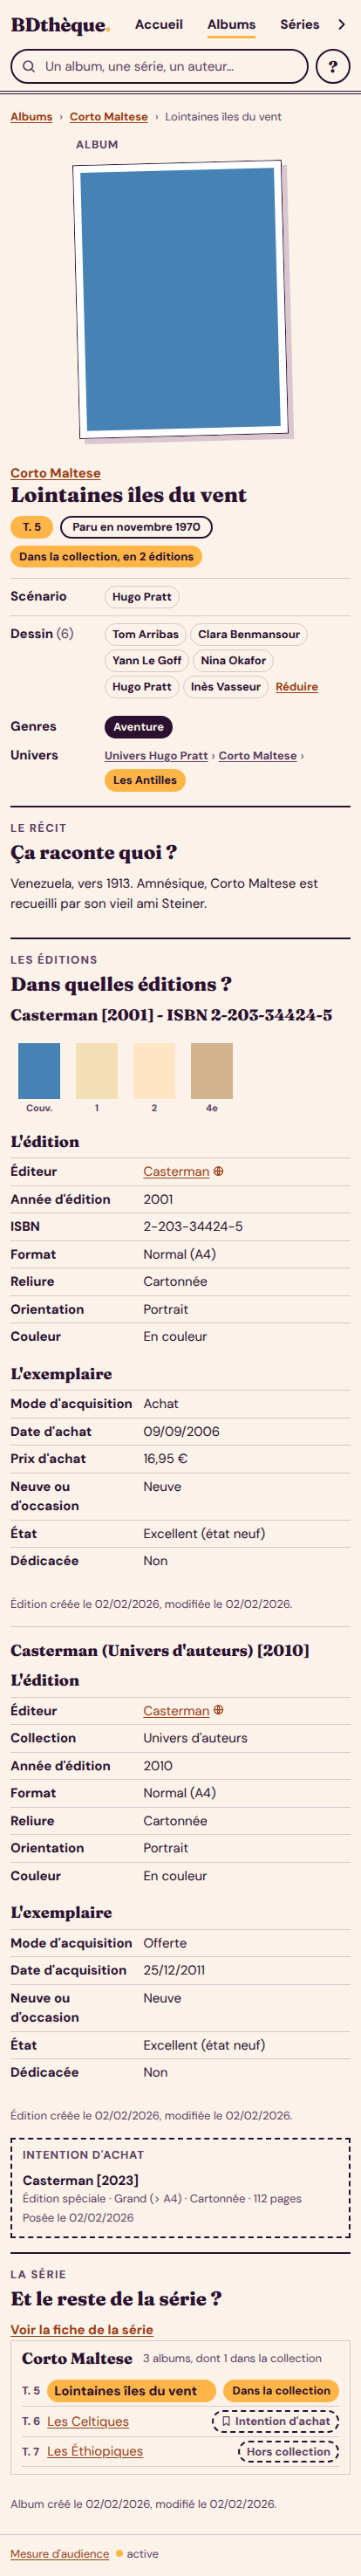 BDthèque.
Accueil Albums Séries
Un album, une série, un auteur...
?
Albums › Corto Maltese › Lointaines îles du vent
ALBUM
Corto Maltese
Lointaines îles du vent
T. 5 Paru en novembre 1970
Dans la collection, en 2 éditions
Scénario Hugo Pratt
Dessin (6) Tom Arribas Clara Benmansour
Yann Le Goff Nina Okafor
Hugo Pratt Inès Vasseur Réduire
Genres Aventure
Univers Univers Hugo Pratt › Corto Maltese ›
Les Antilles
LE RÉCIT
Ça raconte quoi ?
Venezuela, vers 1913. Amnésique, Corto Maltese est
recueilli par son vieil ami Steiner.
LES ÉDITIONS
Dans quelles éditions ?
Casterman [2001] - ISBN 2-203-34424-5
Couv. 1 2 4e
L'édition
Éditeur Casterman
Année d'édition 2001
ISBN 2-203-34424-5
Format Normal (A4)
Reliure Cartonnée
Orientation Portrait
Couleur En couleur
L'exemplaire
Mode d'acquisition Achat
Date d'achat 09/09/2006
Prix d'achat 16,95 €
Neuve ou Neuve
d'occasion
État Excellent (état neuf)
Dédicacée Non
Édition créée le 02/02/2026, modifiée le 02/02/2026.
Casterman (Univers d'auteurs) [2010]
L'édition
Éditeur Casterman
Collection Univers d'auteurs
Année d'édition 2010
Format Normal (A4)
Reliure Cartonnée
Orientation Portrait
Couleur En couleur
L'exemplaire
Mode d'acquisition Offerte
Date d'acquisition 25/12/2011
Neuve ou Neuve
d'occasion
État Excellent (état neuf)
Dédicacée Non
Édition créée le 02/02/2026, modifiée le 02/02/2026.
INTENTION D'ACHAT
Casterman [2023]
Édition spéciale · Grand (> A4) · Cartonnée · 112 pages
Posée le 02/02/2026
LA SÉRIE
Et le reste de la série ?
Voir la fiche de la série
Corto Maltese 3 albums, dont 1 dans la collection
T. 5 Lointaines îles du vent Dans la collection
T. 6 Les Celtiques Intention d'achat
T. 7 Les Éthiopiques Hors collection
Album créé le 02/02/2026, modifié le 02/02/2026.
Mesure d'audience active